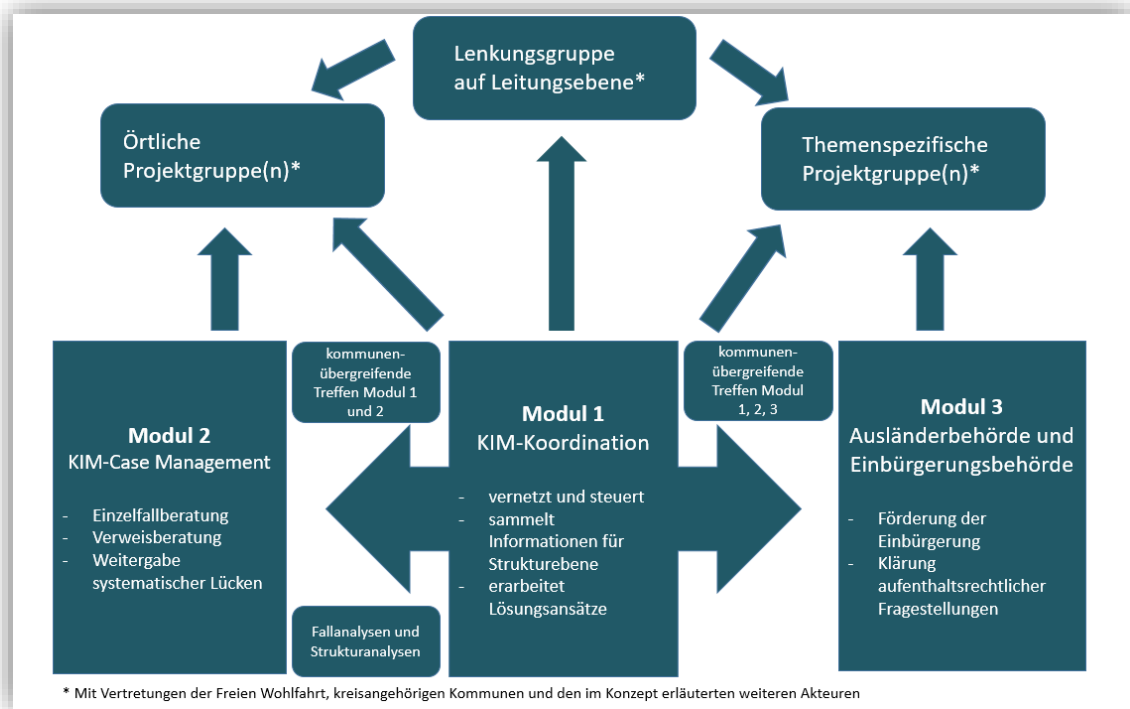 Lenkungsgruppe
auf Leitungsebene*
Örtliche
Projektgruppe(n)*
Themenspezifische
Projektgruppe(n)*
kommunen-
übergreifende
Treffen Modul 1
und 2
kommunen-
übergreifende
Treffen Modul
1, 2, 3
Modul 2
KIM-Case Management
- Einzelfallberatung
- Verweisberatung
- Weitergabe
systematischer Lücken
Modul 1
KIM-Koordination
- vernetzt und steuert
- sammelt
Informationen für
Strukturebene
- erarbeitet
Lösungsansätze
Modul 3
Ausländerbehörde und
Einbürgerungsbehörde
- Förderung der
Einbürgerung
- Klärung
aufenthaltsrechtlicher
Fragestellungen
Fallanalysen und
Strukturanalysen
* Mit Vertretungen der Freien Wohlfahrt, kreisangehörigen Kommunen und den im Konzept erläuterten weiteren Akteuren